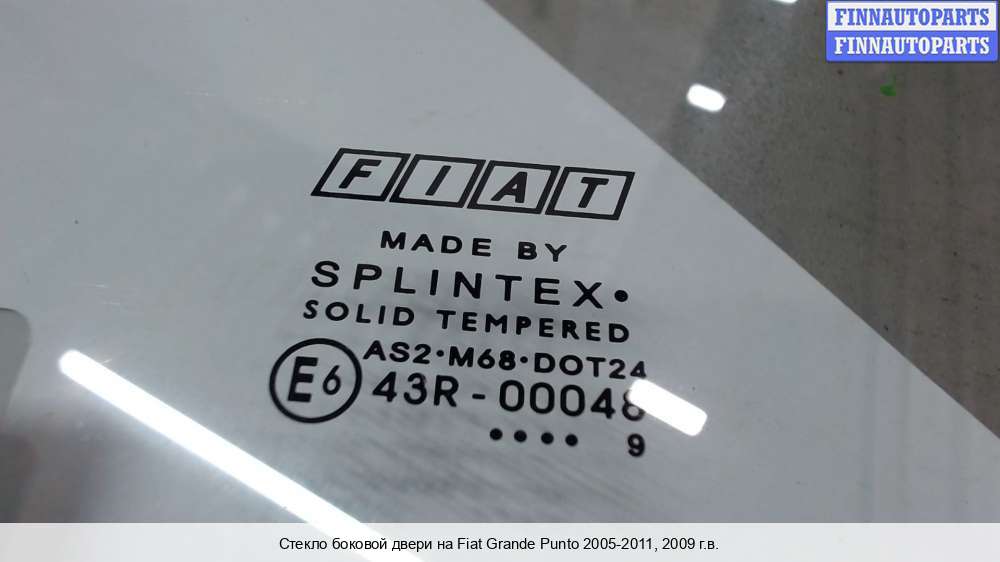 FINNAUTOPARTS
FINNAUTOPARTS
FIAT
MADE BY
SPLINTEX•
SOLID TEMPERED
AS2•M68•DOT24
E6 43R-00048
•••• 9
Стекло боковой двери на Fiat Grande Punto 2005-2011, 2009 г.в.